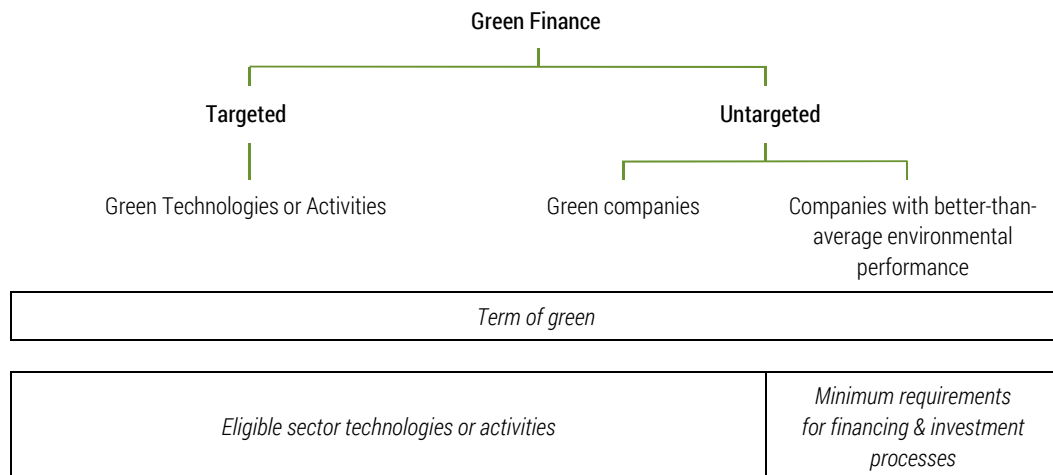 Green Finance
Targeted
Untargeted
Green Technologies or Activities
Green companies
Companies with better-than-
average environmental
performance
Term of green
Eligible sector technologies or activities
Minimum requirements
for financing & investment
processes